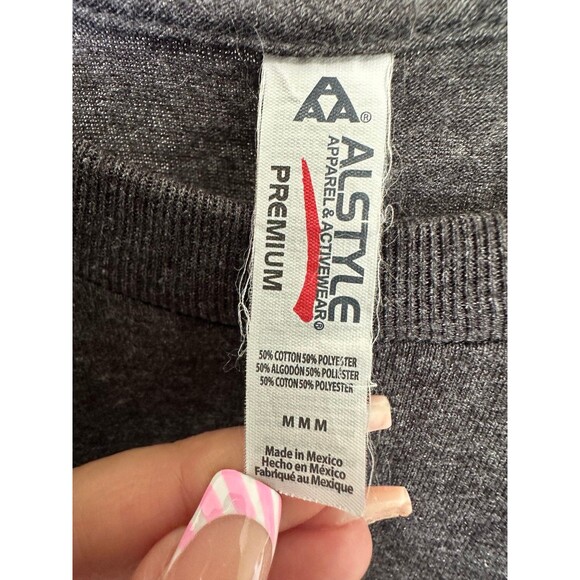 AAA®
ALSTYLE
APPAREL & ACTIVEWEAR®
PREMIUM
50% COTTON 50% POLYESTER
50% ALGODÓN 50% POLIÉSTER
50% COTON 50% POLYESTER
M M M
Made in Mexico
Hecho en México
Fabriqué au Mexique